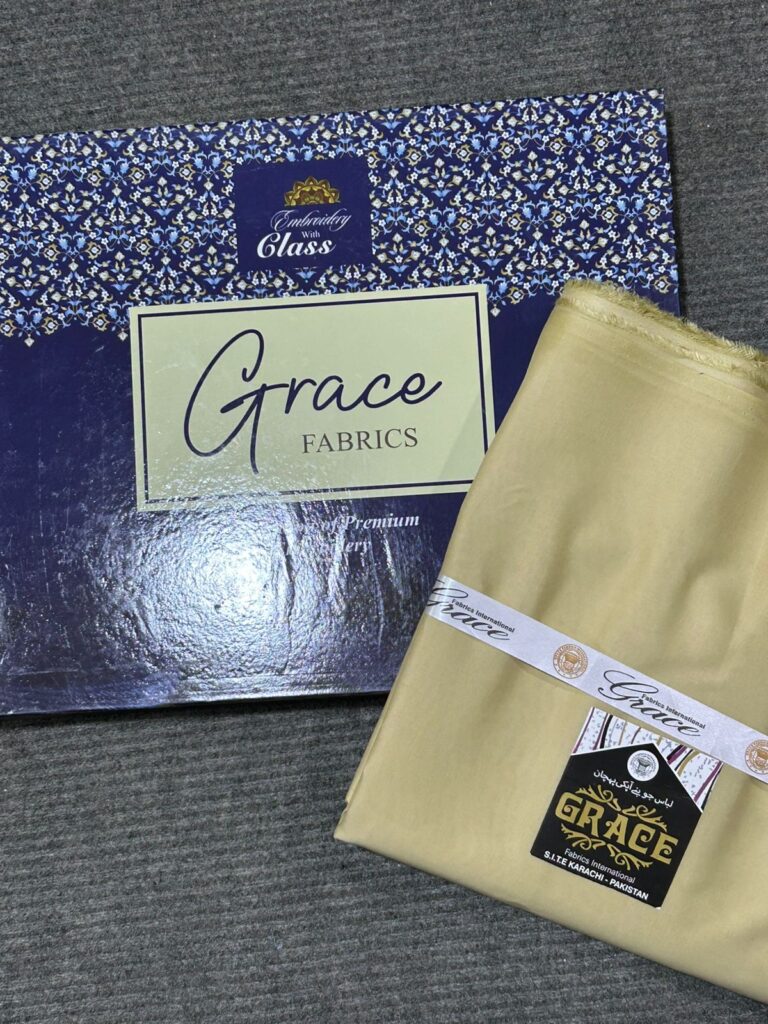 Embroidery
With
Class
Grace
FABRICS
of Premium
Grace
Fabrics International
Grace
Fabrics International
لباس جو بنے آپکی پہچان
GRACE
Fabrics International
S.I.T.E KARACHI - PAKISTAN